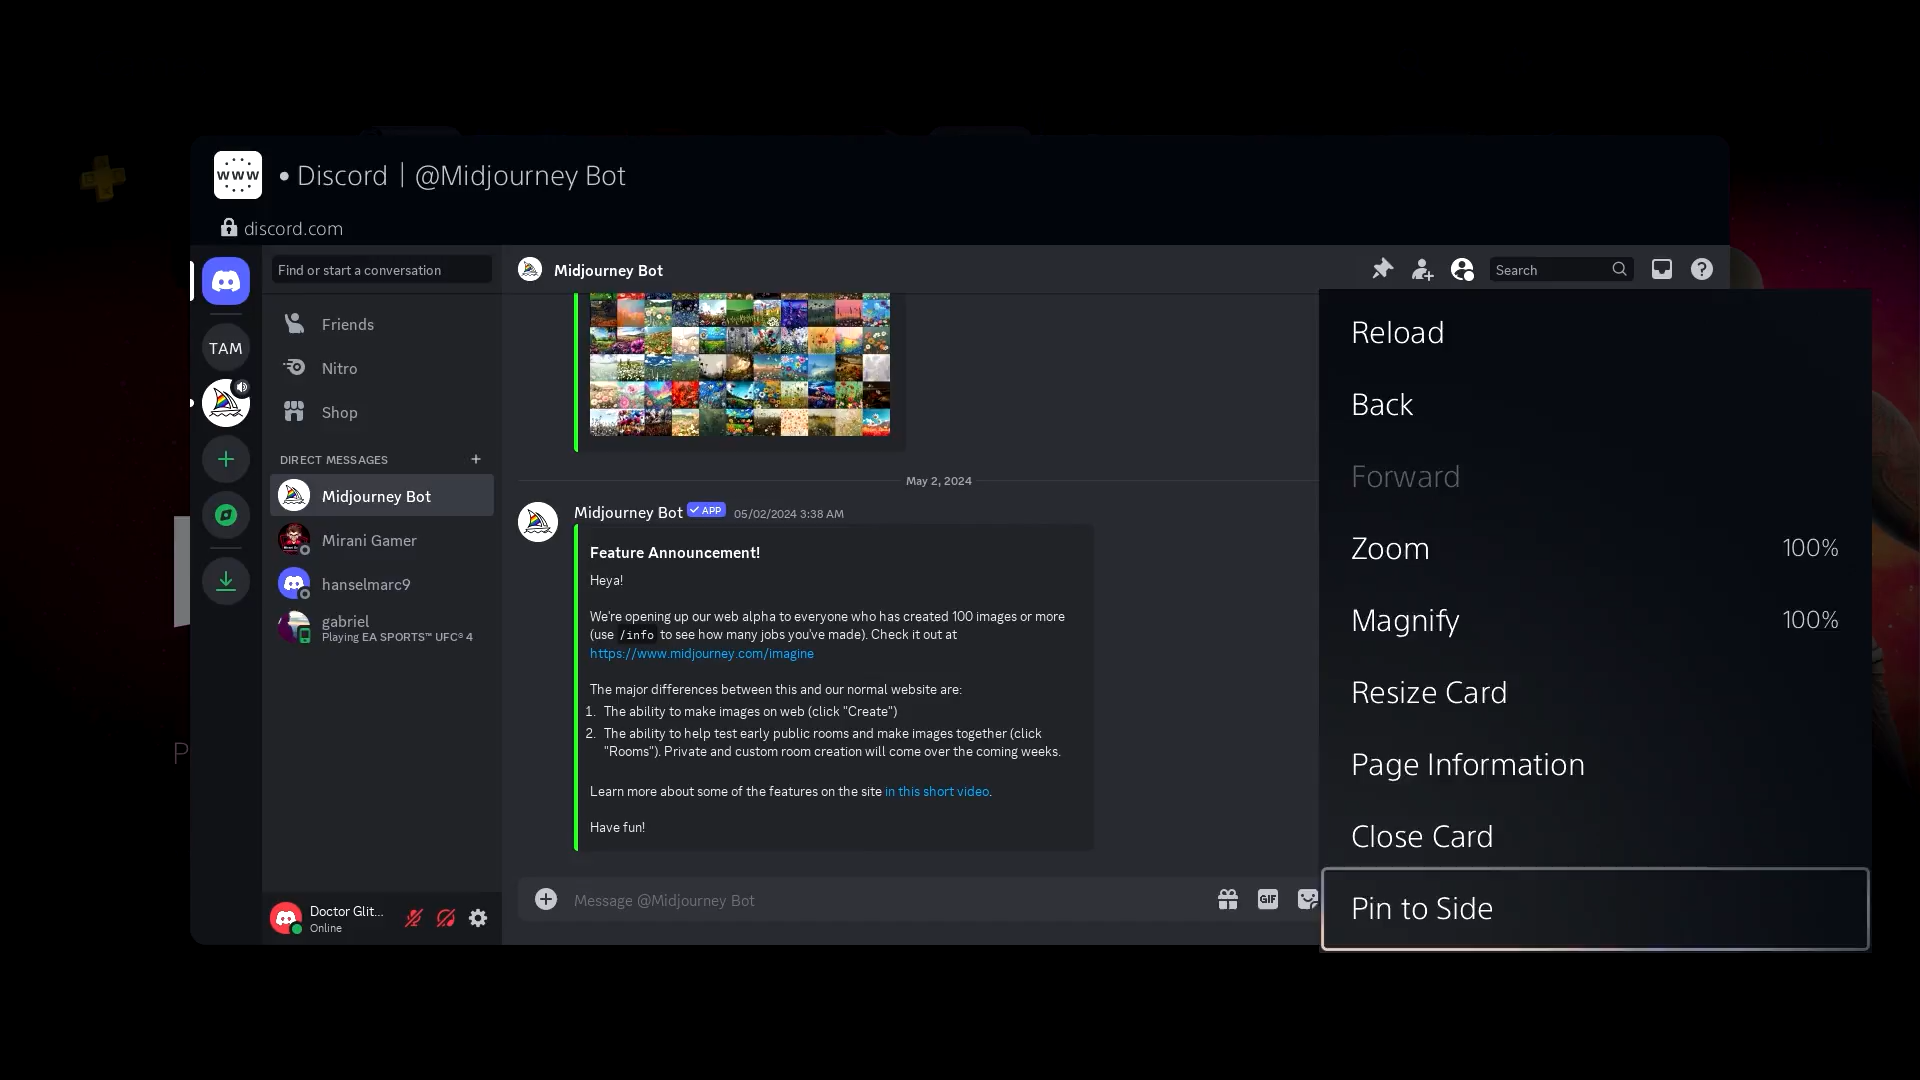 www
• Discord | @Midjourney Bot
discord.com
Find or start a conversation
Friends
Nitro
Shop
DIRECT MESSAGES
Midjourney Bot
Mirani Gamer
hanselmarc9
gabriel
Playing EA SPORTS™ UFC® 4
TAM
Doctor Glit...
Online
Midjourney Bot
Search
May 2, 2024
Midjourney Bot APP 05/02/2024 3:38 AM
Feature Announcement!
Heya!
We're opening up our web alpha to everyone who has created 100 images or more
(use /info to see how many jobs you've made). Check it out at
https://www.midjourney.com/imagine
The major differences between this and our normal website are:
1. The ability to make images on web (click "Create")
2. The ability to help test early public rooms and make images together (click
"Rooms"). Private and custom room creation will come over the coming weeks.
Learn more about some of the features on the site in this short video.
Have fun!
Message @Midjourney Bot
GIF
Reload
Back
Forward
Zoom 100%
Magnify 100%
Resize Card
Page Information
Close Card
Pin to Side
P